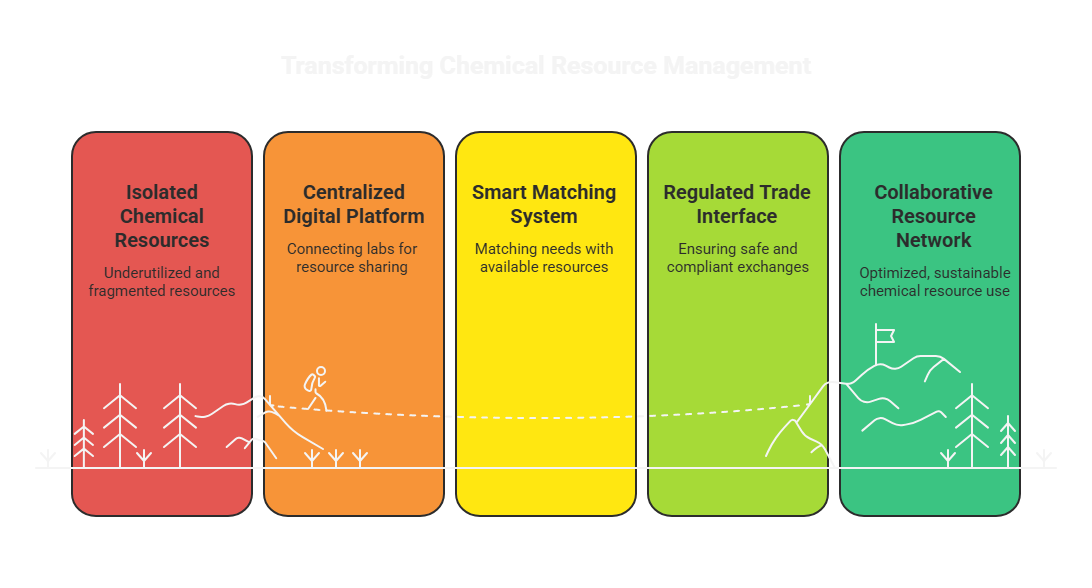 Transforming Chemical Resource Management
Isolated
Chemical
Resources
Underutilized and
fragmented resources
Centralized
Digital Platform
Connecting labs for
resource sharing
Smart Matching
System
Matching needs with
available resources
Regulated Trade
Interface
Ensuring safe and
compliant exchanges
Collaborative
Resource
Network
Optimized, sustainable
chemical resource use